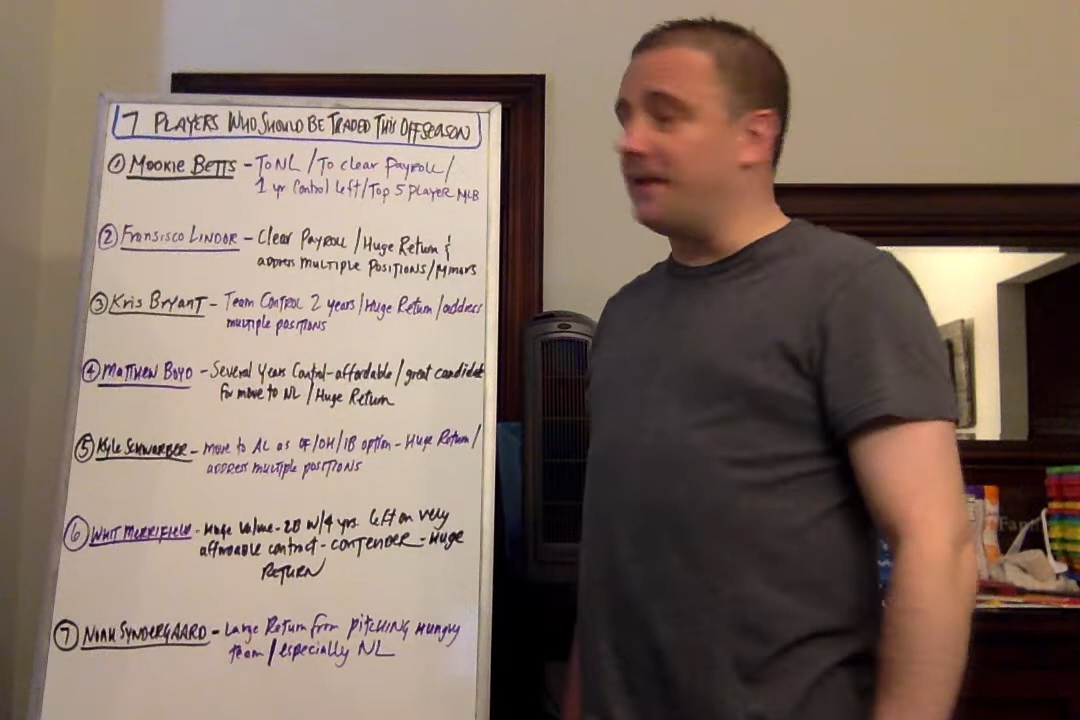 7 PLAYERS WHO SHOULD BE TRADED THIS OFFSEASON
① MOOKIE BETTS - TO NL / TO clear PAYROLL /
1 yr Control left / TOP 5 PLAYER MLB
② FRANSISCO LINDOR - Clear PAYROLL / HUGE Return &
address MULTIPLE POSITIONS / MINORS
③ Kris BRYANT - TEAM CONTROL 2 years / HUGE Return / address
multiple positions
④ MATTHEW BOYD - Several Years Control - affordable / great candidate
for move to NL / HUGE Return
⑤ KYLE SCHWARBER - move to AL as OF/DH/1B option - HUGE Return /
address multiple positions
⑥ WHIT MERRIFIELD - Huge Value - 2B w/4 yrs left on very
affordable contract - CONTENDER - HUGE
RETURN
⑦ NOAH SYNDERGAARD - Large Return from pitching Hungry
team / especially NL